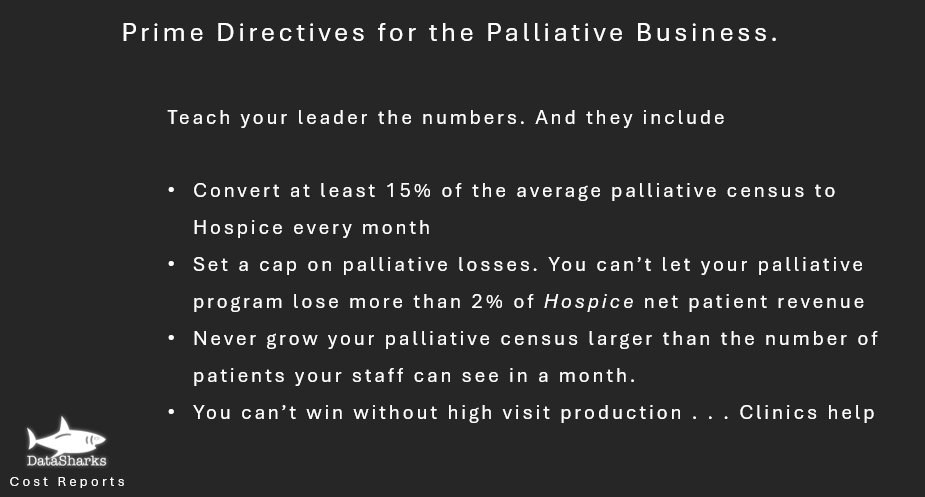 Prime Directives for the Palliative Business.
Teach your leader the numbers. And they include
• Convert at least 15% of the average palliative census to
Hospice every month
• Set a cap on palliative losses. You can’t let your palliative
program lose more than 2% of Hospice net patient revenue
• Never grow your palliative census larger than the number of
patients your staff can see in a month.
• You can’t win without high visit production . . . Clinics help
DataSharks
Cost Reports